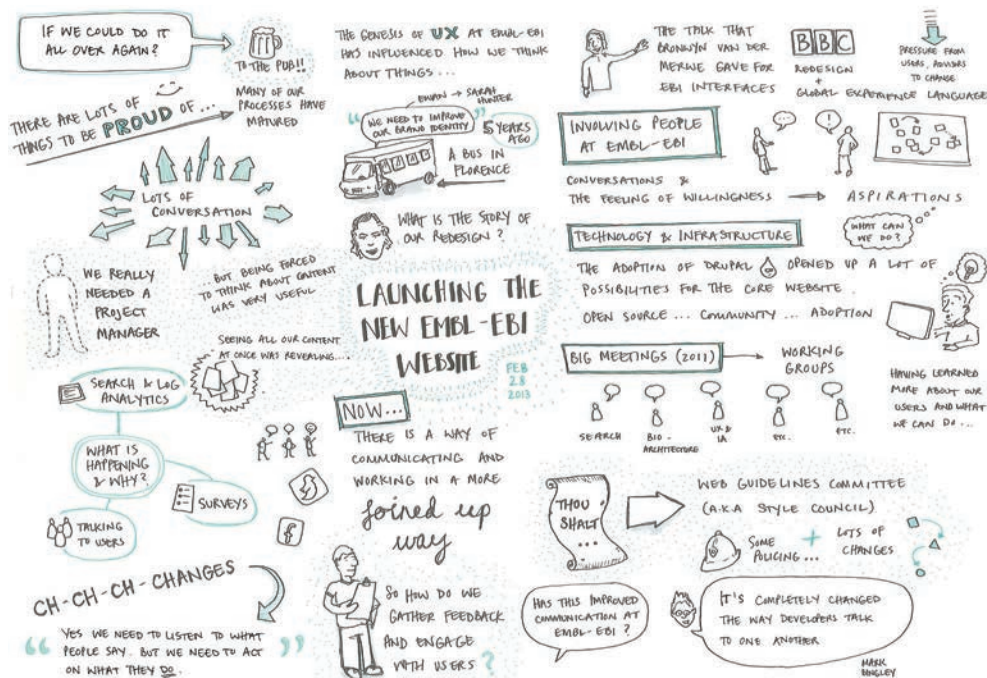 IF WE COULD DO IT
ALL OVER AGAIN?
TO THE PUB!!
THERE ARE LOTS OF
THINGS TO BE PROUD OF...
MANY OF OUR
PROCESSES HAVE
MATURED
LOTS OF
CONVERSATION
WE REALLY
NEEDED A
PROJECT
MANAGER
...BUT BEING FORCED
TO THINK ABOUT CONTENT
WAS VERY USEFUL
SEEING ALL OUR CONTENT
AT ONCE WAS REVEALING....
SEARCH & LOG
ANALYTICS
WHAT IS
HAPPENING
& WHY?
SURVEYS
TALKING
TO USERS
CH-CH-CH-CHANGES
“ YES WE NEED TO LISTEN TO WHAT
PEOPLE SAY. BUT WE NEED TO ACT
ON WHAT THEY DO. ”
THE GENESIS OF UX AT EMBL-EBI
HAS INFLUENCED HOW WE THINK
ABOUT THINGS...
EWAN → SARAH
HUNTER
“WE NEED TO IMPROVE
OUR BRAND IDENTITY”
5 YEARS
AGO
A BUS IN
FLORENCE
WHAT IS THE STORY OF
OUR REDESIGN?
LAUNCHING THE
NEW EMBL-EBI
WEBSITE
FEB
28
2013
NOW...
THERE IS A WAY OF
COMMUNICATING AND
WORKING IN A MORE
joined up
way
SO HOW DO WE
GATHER FEEDBACK
AND ENGAGE
WITH USERS?
THE TALK THAT
BRONWYN VAN DER
MERWE GAVE FOR
EBI INTERFACES
BBC
REDESIGN
+
GLOBAL EXPERIENCE LANGUAGE
PRESSURE FROM
USERS, ADVISORS
TO CHANGE
INVOLVING PEOPLE
AT EMBL-EBI
CONVERSATIONS &
THE FEELING OF WILLINGNESS → ASPIRATIONS
TECHNOLOGY & INFRASTRUCTURE
WHAT CAN
WE DO?
THE ADOPTION OF DRUPAL OPENED UP A LOT OF
POSSIBILITIES FOR THE CORE WEBSITE.
OPEN SOURCE... COMMUNITY... ADOPTION
BIG MEETINGS (2011)
WORKING
GROUPS
SEARCH
BIO-
ARCHITECTURE
UX &
IA
ETC.
ETC.
HAVING LEARNED
MORE ABOUT OUR
USERS AND WHAT
WE CAN DO...
THOU
SHALT
...
WEB GUIDELINES COMMITTEE
(A.K.A STYLE COUNCIL)
SOME
POLICING...
+
LOTS OF
CHANGES
HAS THIS IMPROVED
COMMUNICATION AT
EMBL-EBI?
IT'S COMPLETELY CHANGED
THE WAY DEVELOPERS TALK
TO ONE ANOTHER
MARK